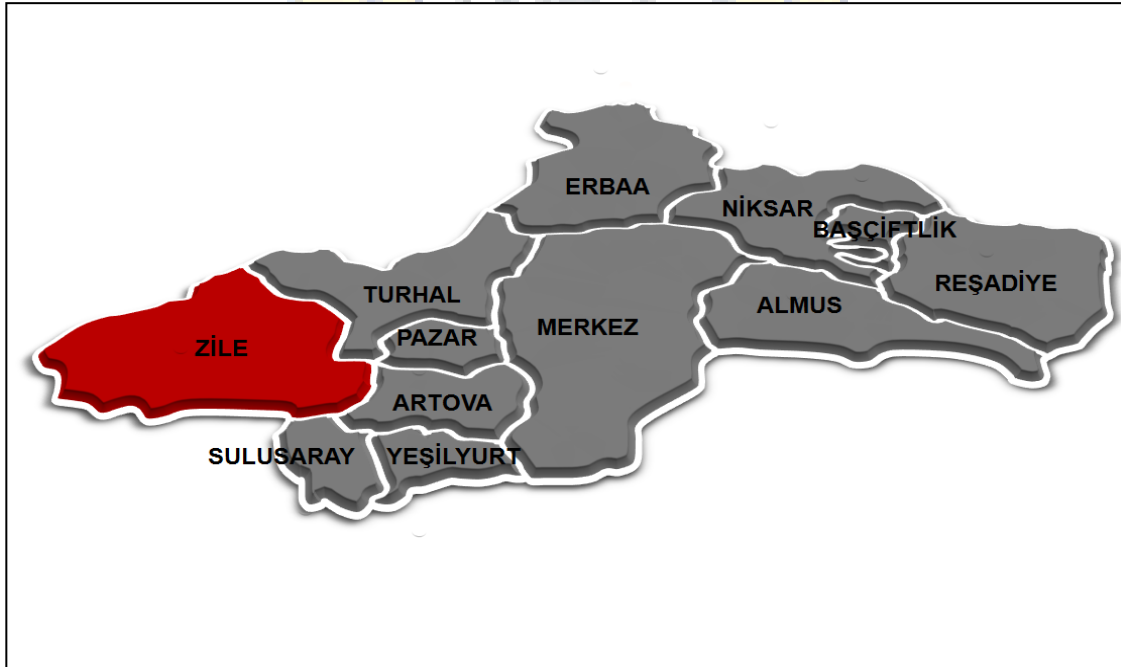 ERBAA
NİKSAR
BAŞÇİFTLİK
REŞADİYE
TURHAL
ALMUS
MERKEZ
PAZAR
ZİLE
ARTOVA
SULUSARAY
YEŞİLYURT